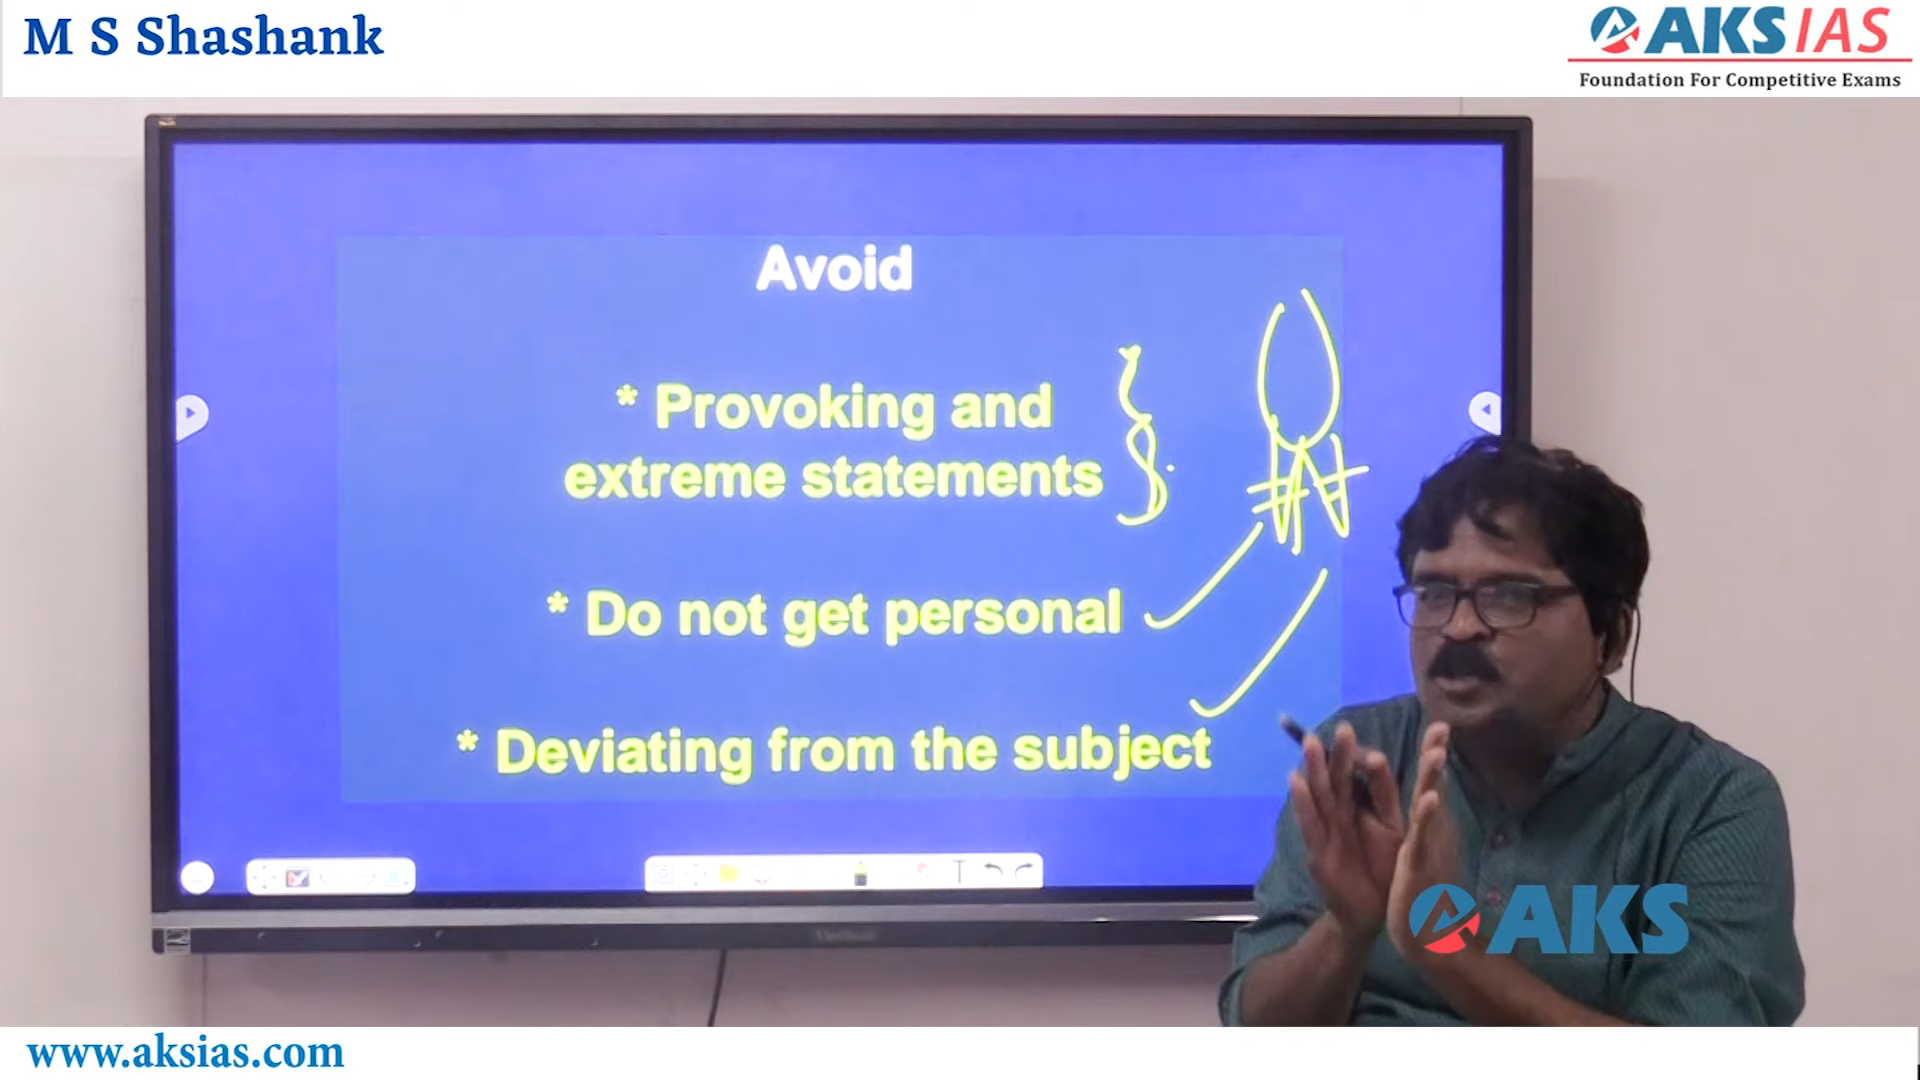 M S Shashank
AKS IAS
Foundation For Competitive Exams
Avoid
* Provoking and
extreme statements
* Do not get personal
* Deviating from the subject
AKS
www.aksias.com